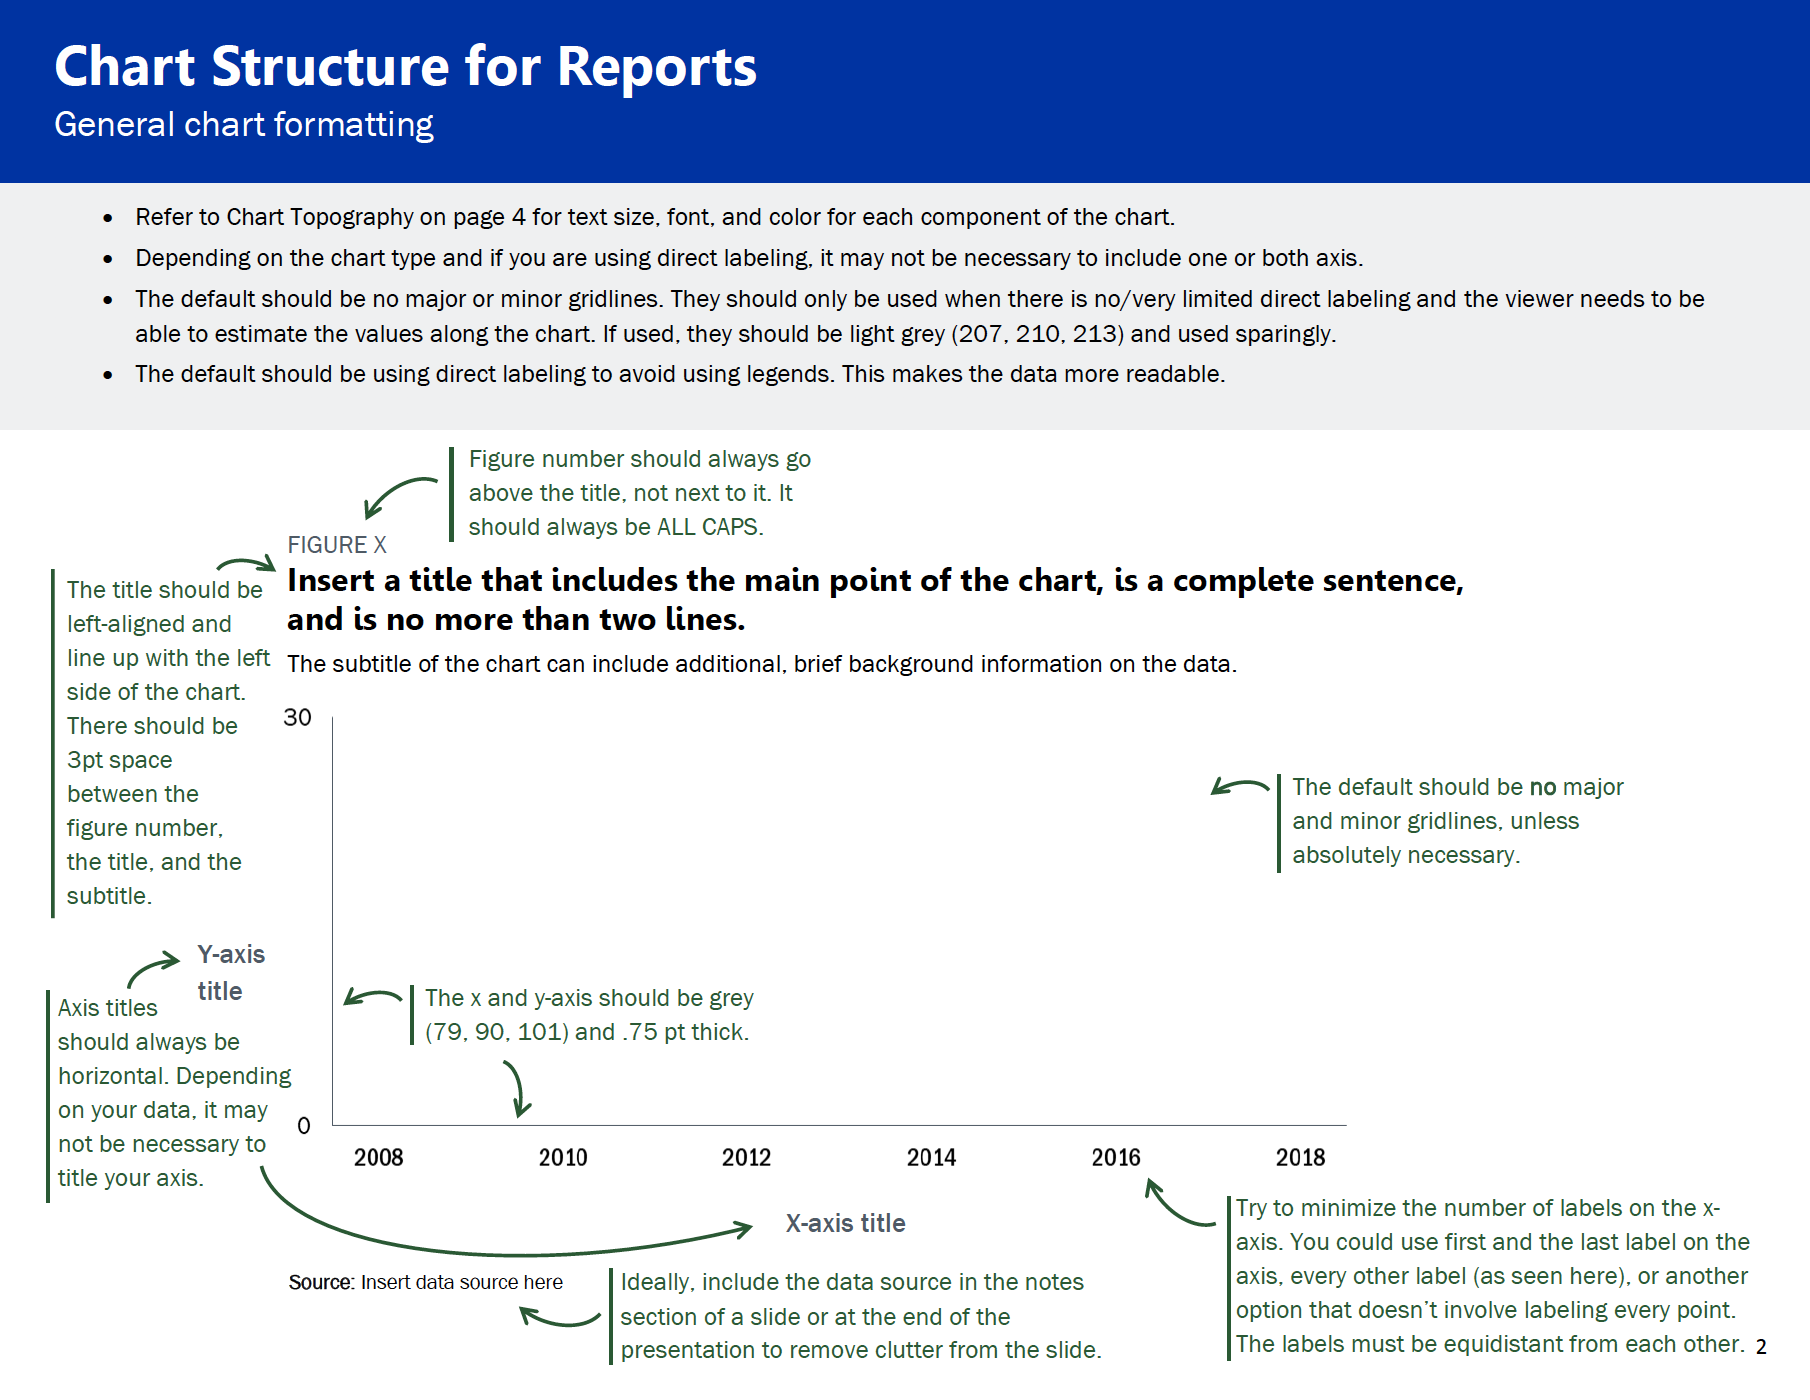 Chart Structure for Reports
General chart formatting
• Refer to Chart Topography on page 4 for text size, font, and color for each component of the chart.
• Depending on the chart type and if you are using direct labeling, it may not be necessary to include one or both axis.
• The default should be no major or minor gridlines. They should only be used when there is no/very limited direct labeling and the viewer needs to be
able to estimate the values along the chart. If used, they should be light grey (207, 210, 213) and used sparingly.
• The default should be using direct labeling to avoid using legends. This makes the data more readable.
Figure number should always go
above the title, not next to it. It
should always be ALL CAPS.
FIGURE X
Insert a title that includes the main point of the chart, is a complete sentence,
and is no more than two lines.
The subtitle of the chart can include additional, brief background information on the data.
The title should be
left-aligned and
line up with the left
side of the chart.
There should be
3pt space
between the
figure number,
the title, and the
subtitle.
30
The default should be no major
and minor gridlines, unless
absolutely necessary.
Y-axis
title
Axis titles
should always be
horizontal. Depending
on your data, it may
not be necessary to
title your axis.
The x and y-axis should be grey
(79, 90, 101) and .75 pt thick.
0
2008
2010
2012
2014
2016
2018
X-axis title
Try to minimize the number of labels on the x-
axis. You could use first and the last label on the
axis, every other label (as seen here), or another
option that doesn't involve labeling every point.
The labels must be equidistant from each other.
Source: Insert data source here
Ideally, include the data source in the notes
section of a slide or at the end of the
presentation to remove clutter from the slide.
2